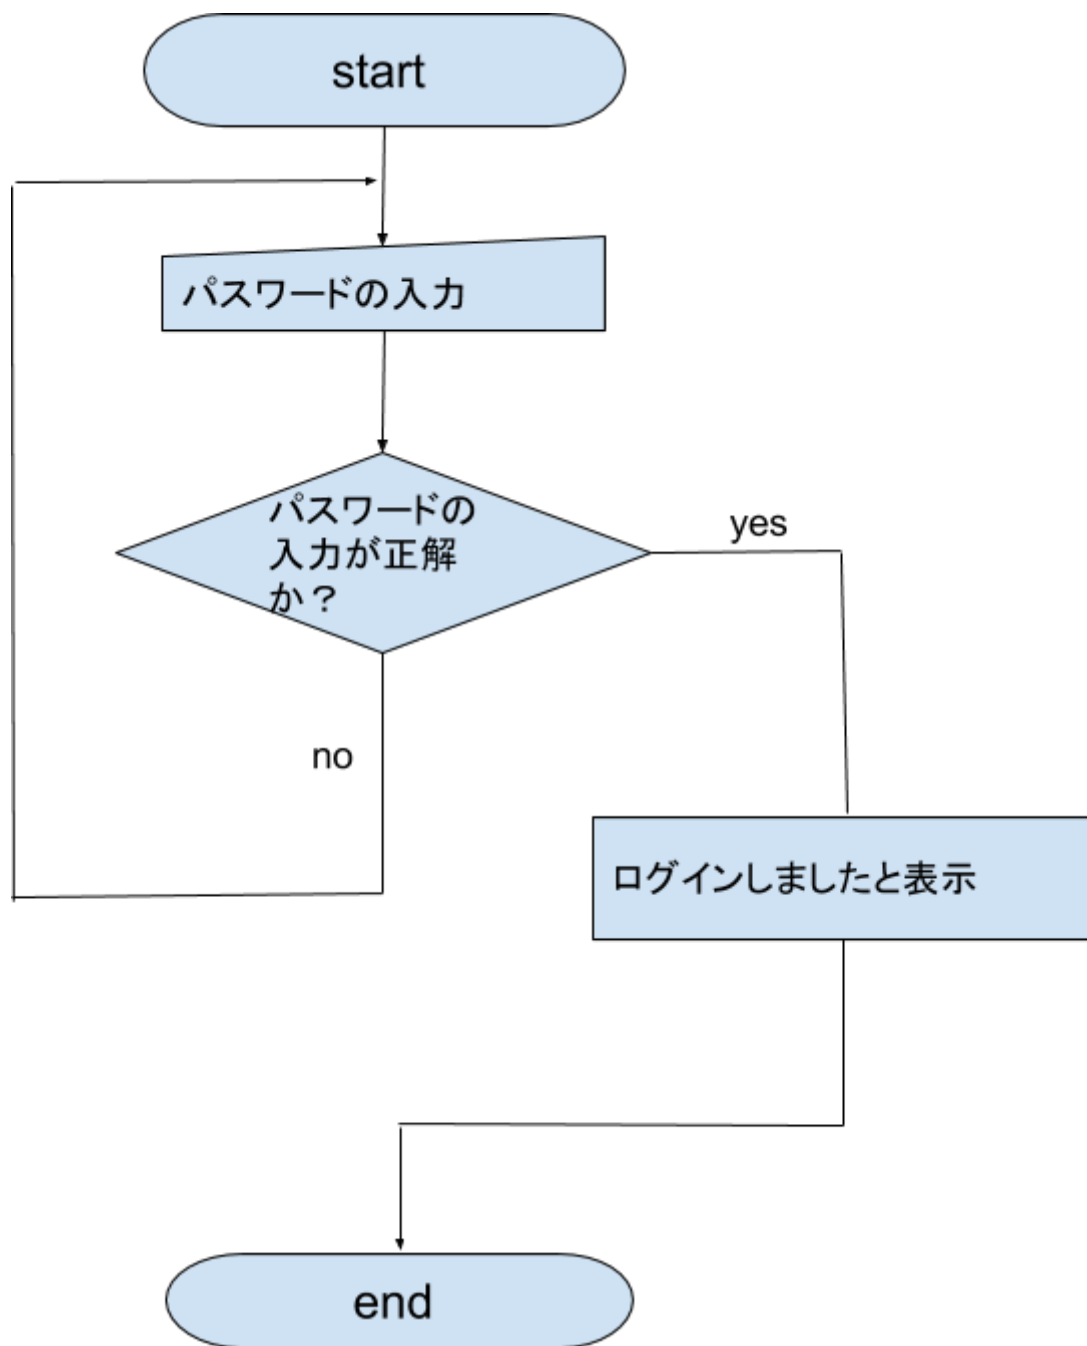 start
パスワードの入力
パスワードの
入力が正解
か？
yes
no
ログインしましたと表示
end